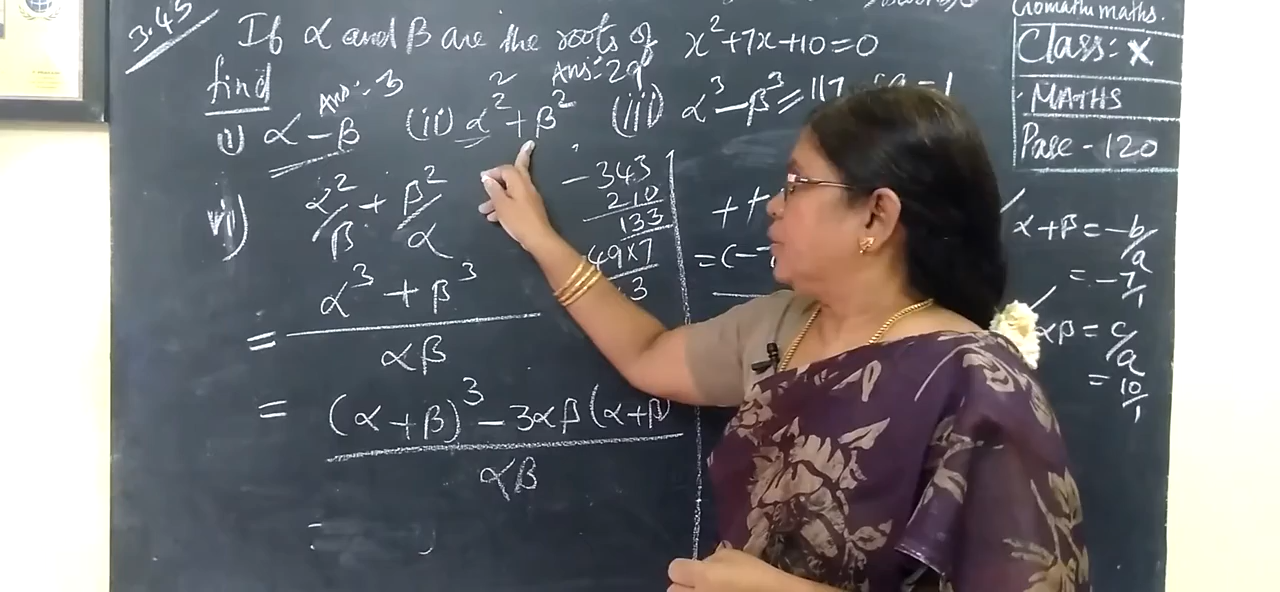 3.45
If α and β are the roots of x²+7x+10=0
find
Ans:- 3
Ans:- 29
i) α – β (ii) α² + β² (iii) α³ – β³ = 117
vi) α²/β + β²/α
= α³ + β³
αβ
= (α+β)³ – 3αβ(α+β)
αβ
=
– 343
210
133
49×7
3
= (–7
Gomathi maths.
Class: X
MATHS
Page - 120
α+β = –b/a
= –7/1
αβ = c/a
= 10/1